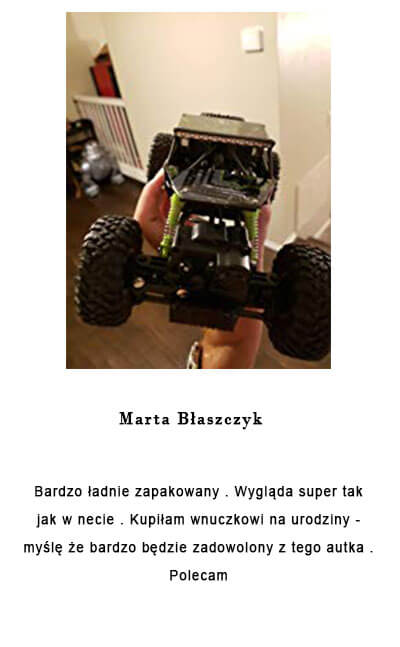 Marta Błaszczyk
Bardzo ładnie zapakowany . Wygląda super tak
jak w necie . Kupiłam wnuczkowi na urodziny -
myślę że bardzo będzie zadowolony z tego autka .
Polecam